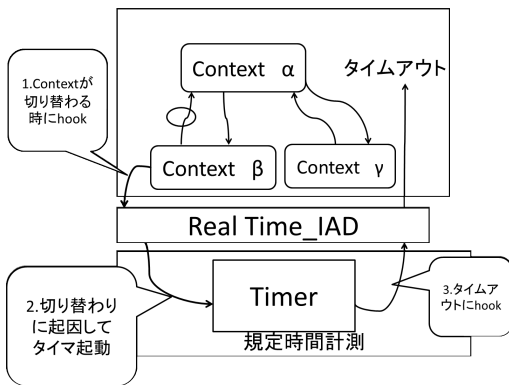 Context α
タイムアウト
1.Contextが
切り替わる
時にhook
Context β
Context γ
Real Time_IAD
2.切り替わり
に起因して
タイマ起動
Timer
規定時間計測
3.タイムア
ウトにhook